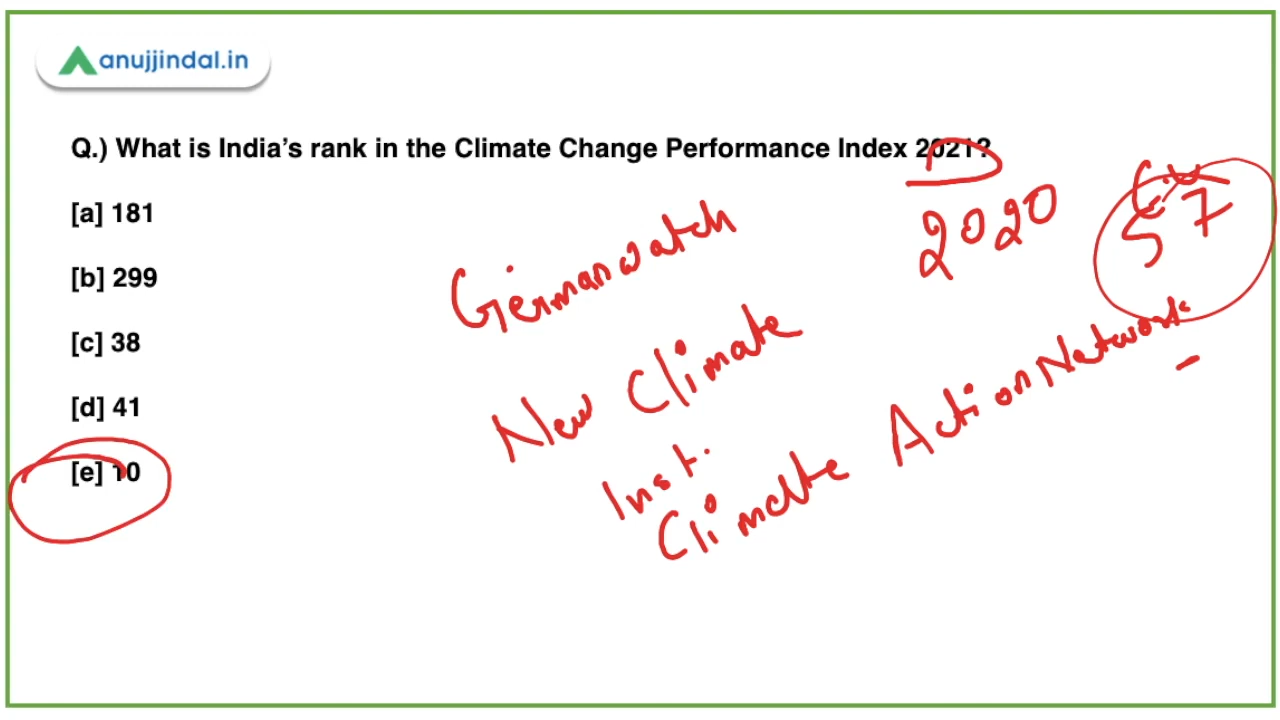 anujjindal.in
Q.) What is India's rank in the Climate Change Performance Index 2021?
[a] 181
[b] 299
[c] 38
[d] 41
[e] 10
2020
57
Germanwatch
New Climate
Inst.
Climate Action Network